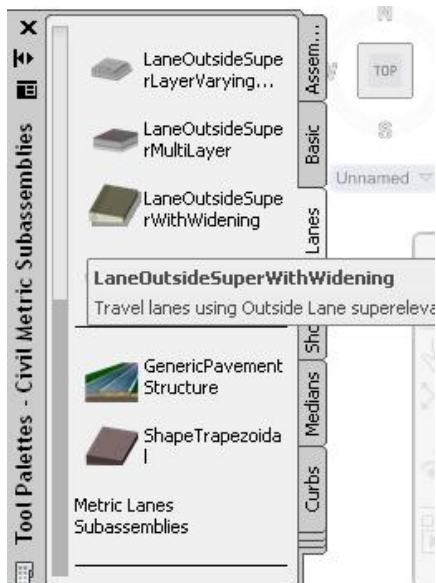 Tool Palettes - Civil Metric Subassemblies
LaneOutsideSupe
rLayerVarying...
LaneOutsideSupe
rMultiLayer
LaneOutsideSupe
rWithWidening
LaneOutsideSuperWithWidening
Travel lanes using Outside Lane supereleva
GenericPavement
Structure
ShapeTrapezoida
l
Metric Lanes
Subassemblies
Assem...
Basic
Lanes
Sho
Medians
Curbs
N
TOP
S
Unnamed